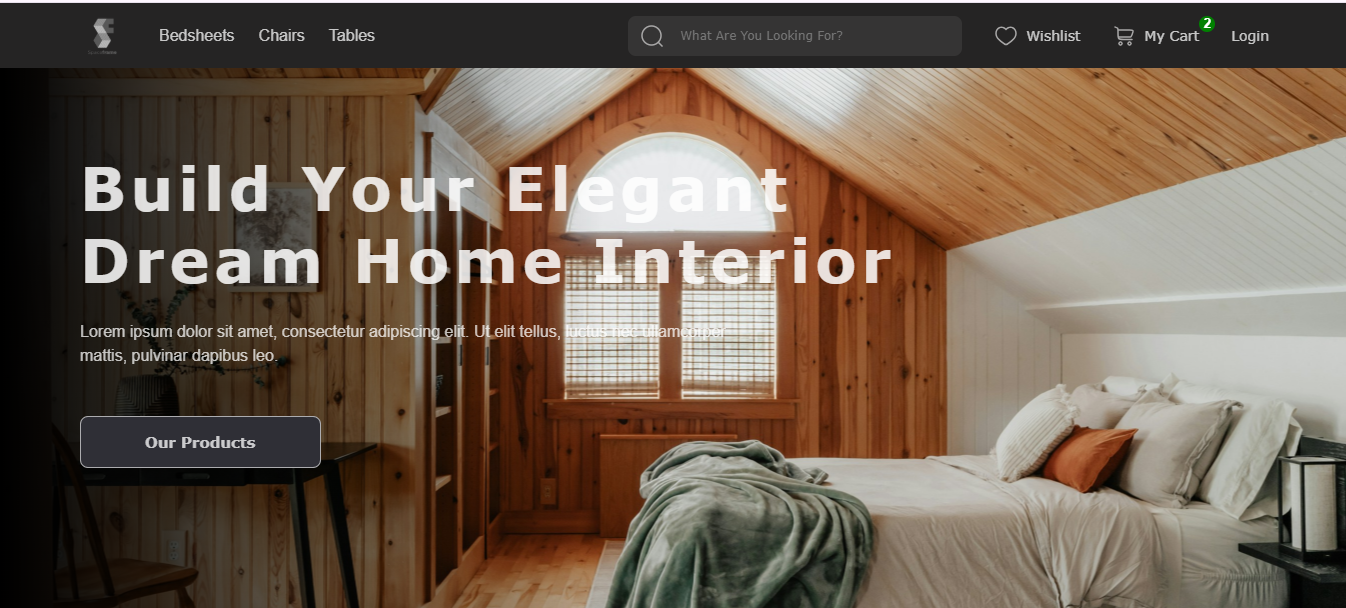 Bedsheets Chairs Tables What Are You Looking For? Wishlist My Cart 2 Login
Build Your Elegant
Dream Home Interior
Lorem ipsum dolor sit amet, consectetur adipiscing elit. Ut elit tellus, luctus nec ullamcorper
mattis, pulvinar dapibus leo.
Our Products